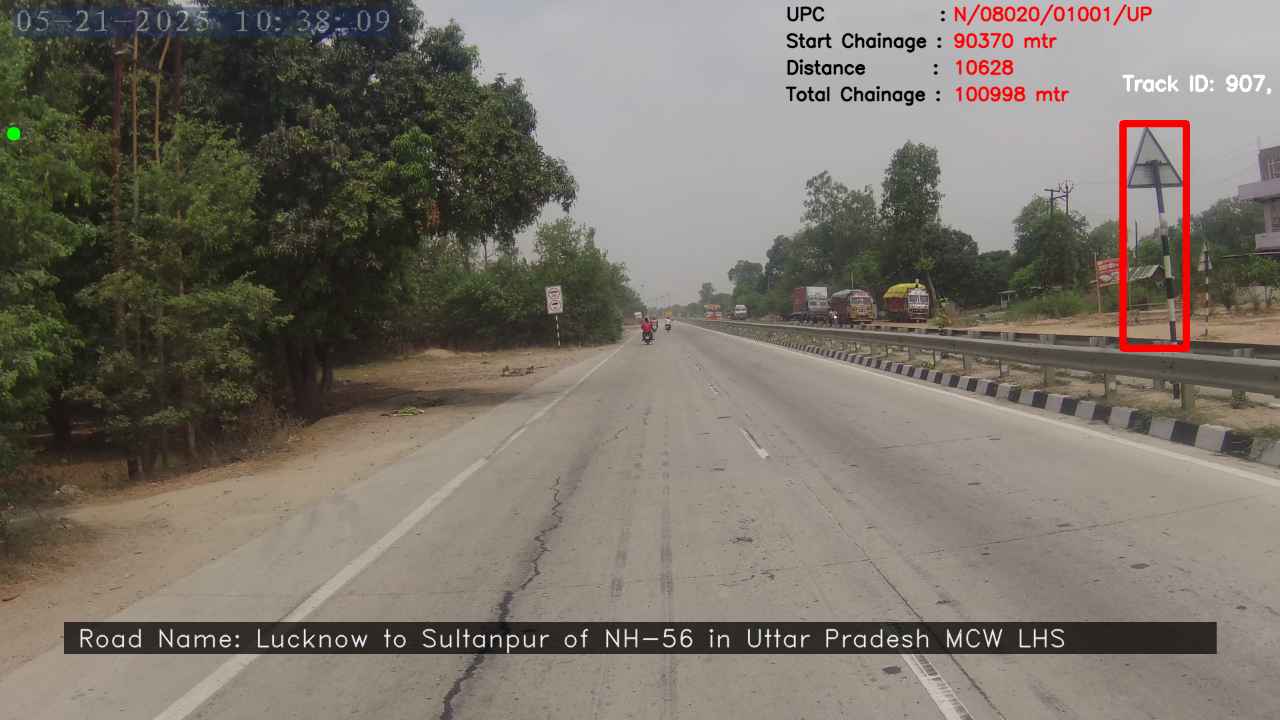 05-21-2025 10:38:09
UPC : N/08020/01001/UP
Start Chainage : 90370 mtr
Distance : 10628
Total Chainage : 100998 mtr
Track ID: 907,
Road Name: Lucknow to Sultanpur of NH-56 in Uttar Pradesh MCW LHS